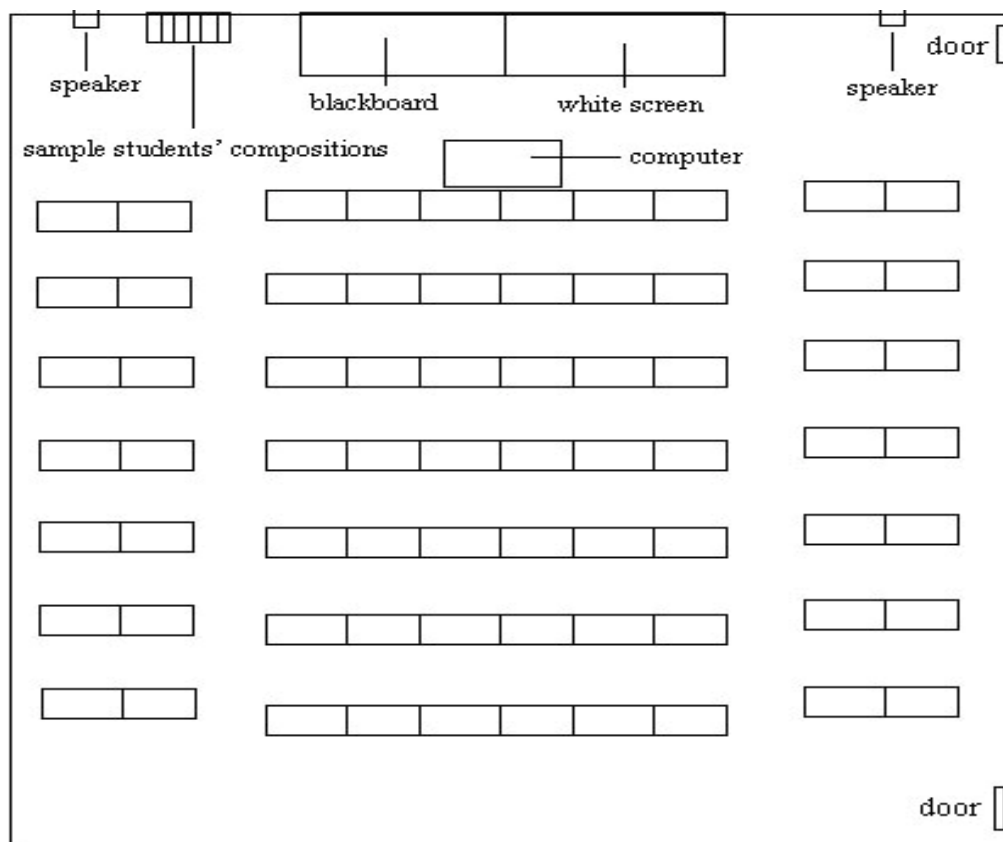 door
speaker
speaker
blackboard
white screen
sample students’ compositions
computer
door